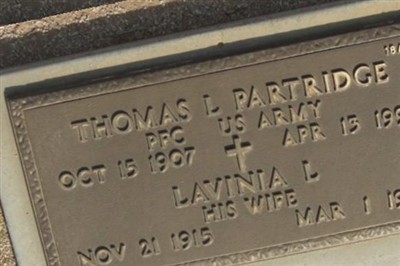 THOMAS L PARTRIDGE
PFC US ARMY
OCT 15 1907 APR 15
LAVINIA L
HIS WIFE
NOV 21 1915 MAR 1